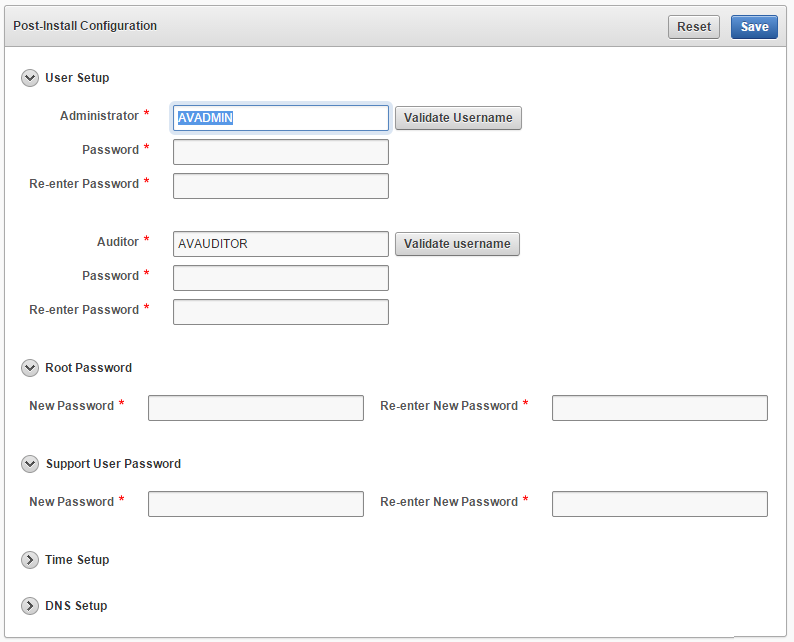 Post-Install Configuration Reset Save
User Setup
Administrator * AVADMIN Validate Username
Password *
Re-enter Password *
Auditor * AVAUDITOR Validate username
Password *
Re-enter Password *
Root Password
New Password * Re-enter New Password *
Support User Password
New Password * Re-enter New Password *
Time Setup
DNS Setup